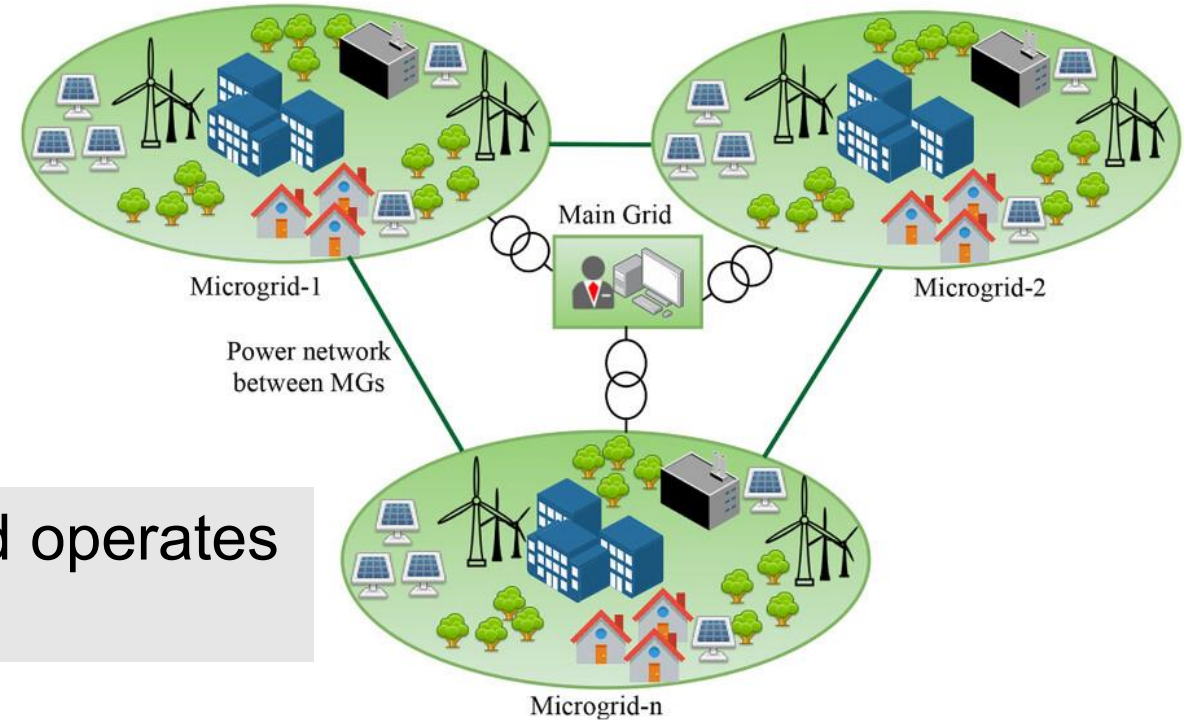 Main Grid
Microgrid-1
Microgrid-2
Power network
between MGs
operates
Microgrid-n